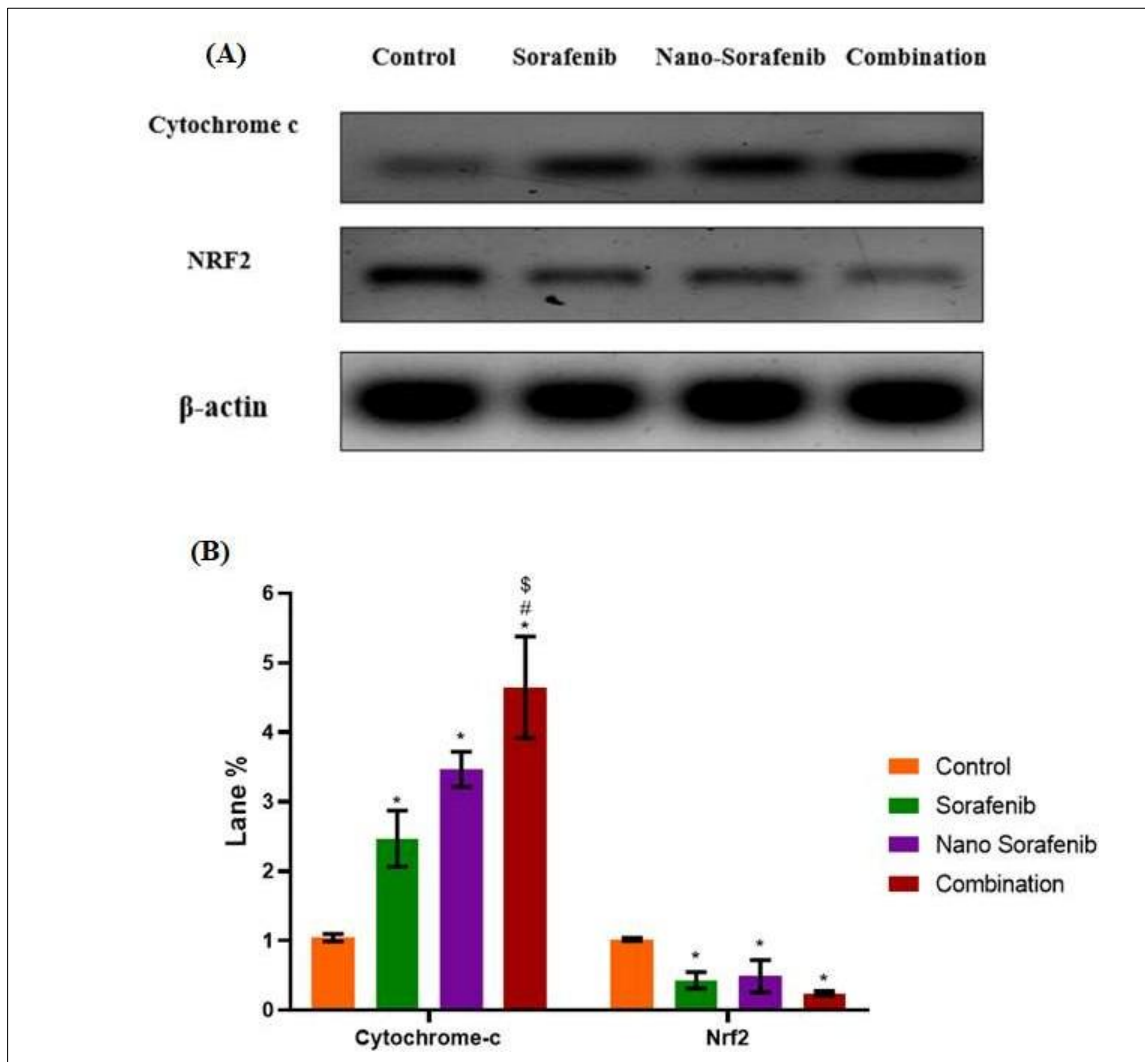 (A)
Control Sorafenib Nano-Sorafenib Combination
Cytochrome c
NRF2
β-actin
(B)
$
#
*
*
*
6
5
4
3
2
1
0
Lane %
* * *
Cytochrome-c Nrf2
Control
Sorafenib
Nano Sorafenib
Combination